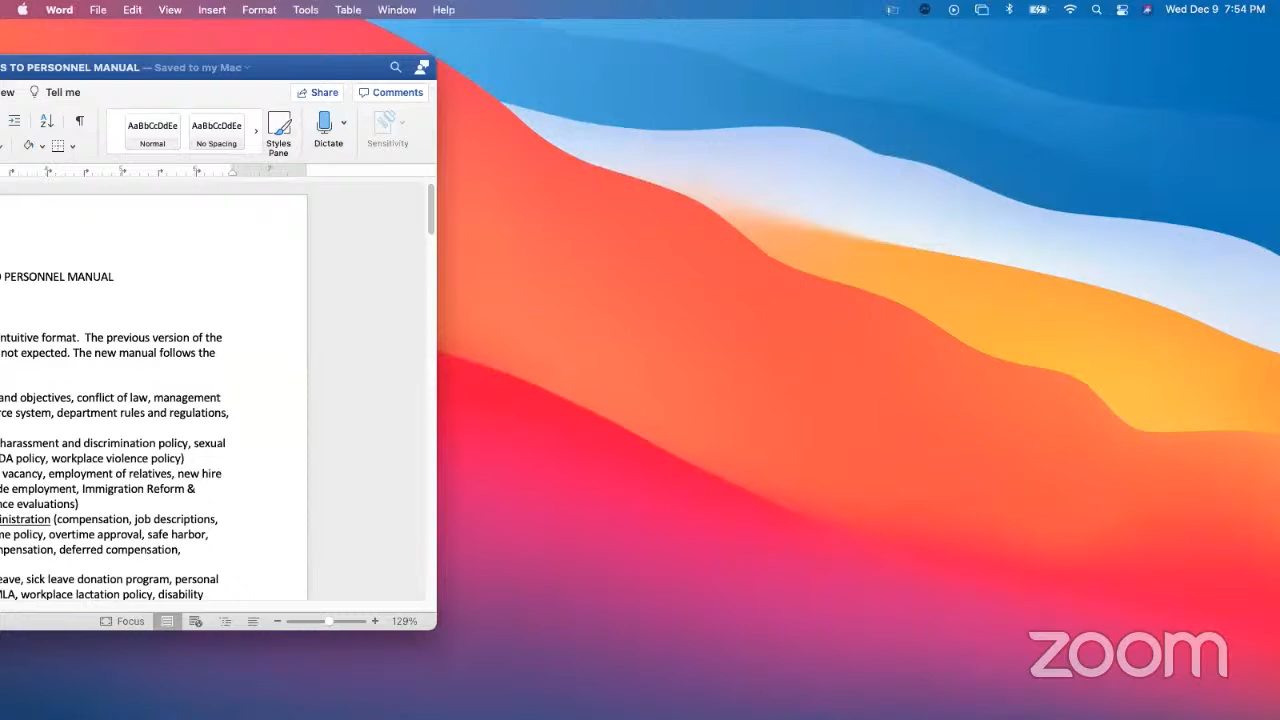 Word File Edit View Insert Format Tools Table Window Help Wed Dec 9 7:54 PM
S TO PERSONNEL MANUAL — Saved to my Mac
ew Tell me Share Comments
AaBbCcDdEe AaBbCcDdEe
Normal No Spacing Styles Pane Dictate Sensitivity
O PERSONNEL MANUAL
ntuitive format. The previous version of the
not expected. The new manual follows the
and objectives, conflict of law, management
rce system, department rules and regulations,
harassment and discrimination policy, sexual
DA policy, workplace violence policy)
vacancy, employment of relatives, new hire
de employment, Immigration Reform &
nce evaluations)
inistration (compensation, job descriptions,
me policy, overtime approval, safe harbor,
mpensation, deferred compensation,
eave, sick leave donation program, personal
MLA, workplace lactation policy, disability
Focus 129%
zoom